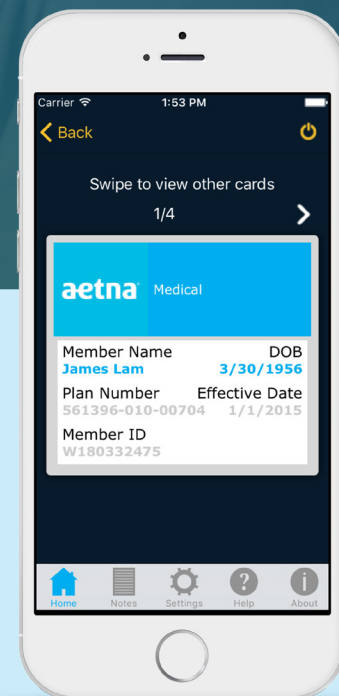 Carrier 1:53 PM
Back
Swipe to view other cards
1/4
aetna Medical
Member Name DOB
James Lam 3/30/1956
Plan Number Effective Date
561396-010-00704 1/1/2015
Member ID
W180332475
Home Notes Settings Help About